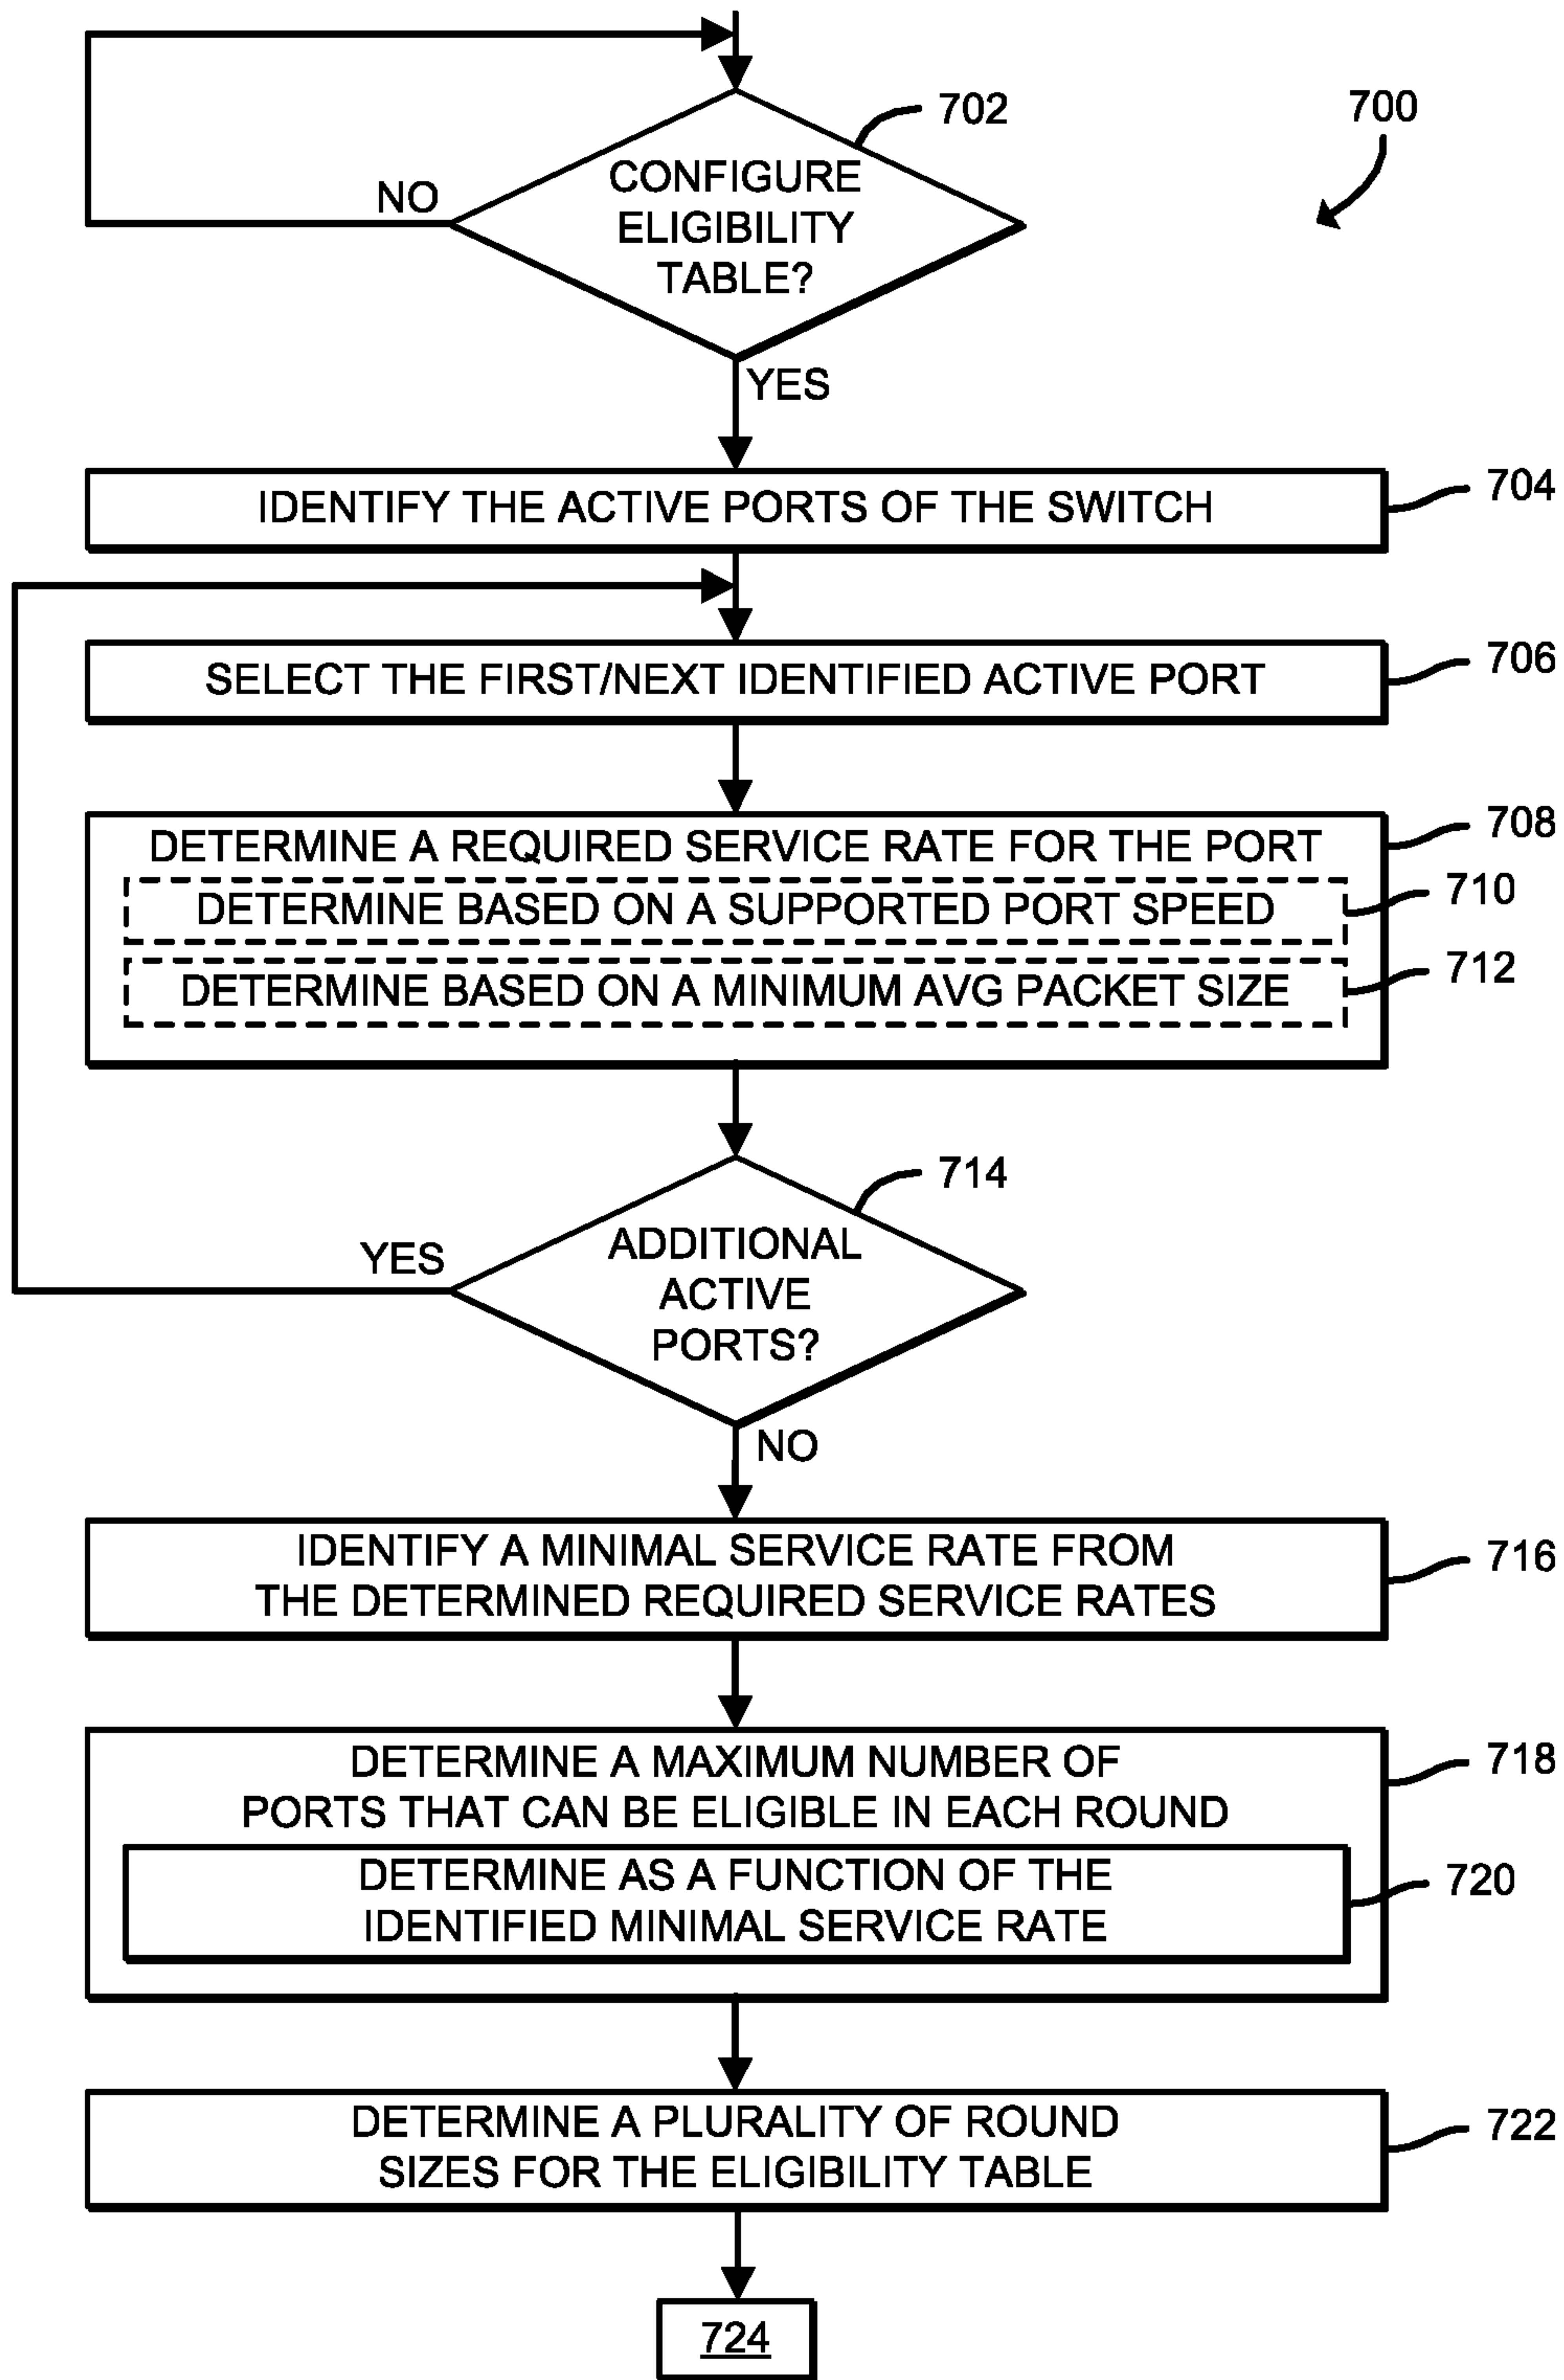 702
700
CONFIGURE
ELIGIBILITY
TABLE?
NO
YES
IDENTIFY THE ACTIVE PORTS OF THE SWITCH
704
SELECT THE FIRST/NEXT IDENTIFIED ACTIVE PORT
706
DETERMINE A REQUIRED SERVICE RATE FOR THE PORT
708
DETERMINE BASED ON A SUPPORTED PORT SPEED
710
DETERMINE BASED ON A MINIMUM AVG PACKET SIZE
712
714
ADDITIONAL
ACTIVE
PORTS?
YES
NO
IDENTIFY A MINIMAL SERVICE RATE FROM
THE DETERMINED REQUIRED SERVICE RATES
716
DETERMINE A MAXIMUM NUMBER OF
PORTS THAT CAN BE ELIGIBLE IN EACH ROUND
718
DETERMINE AS A FUNCTION OF THE
IDENTIFIED MINIMAL SERVICE RATE
720
DETERMINE A PLURALITY OF ROUND
SIZES FOR THE ELIGIBILITY TABLE
722
724